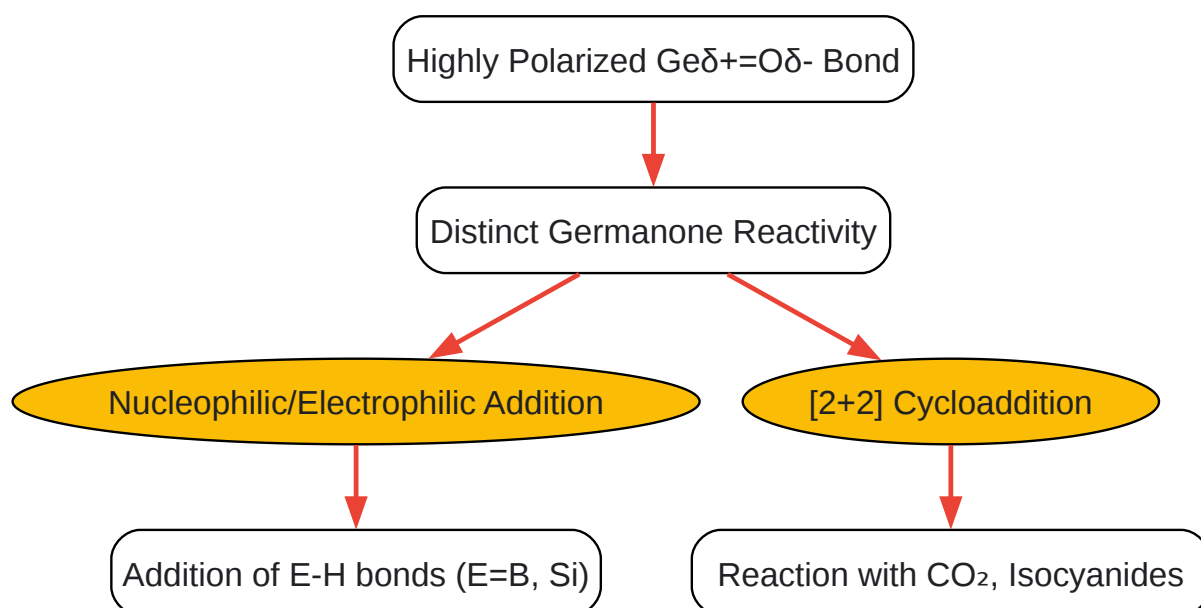 Highly Polarized Geδ+=Oδ- Bond
Distinct Germanone Reactivity
Nucleophilic/Electrophilic Addition
[2+2] Cycloaddition
Addition of E-H bonds (E=B, Si)
Reaction with CO₂, Isocyanides